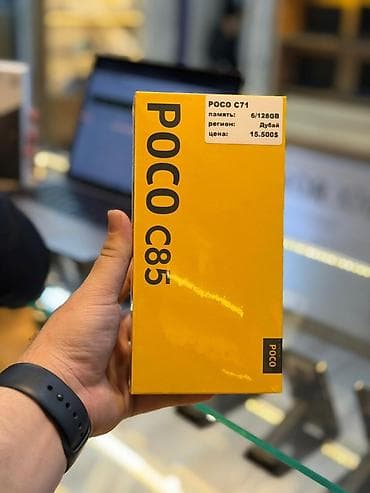 POCO C71
память: 6/128GB
регион: Дубай
цена: 15.500$
POCO C85
POCO